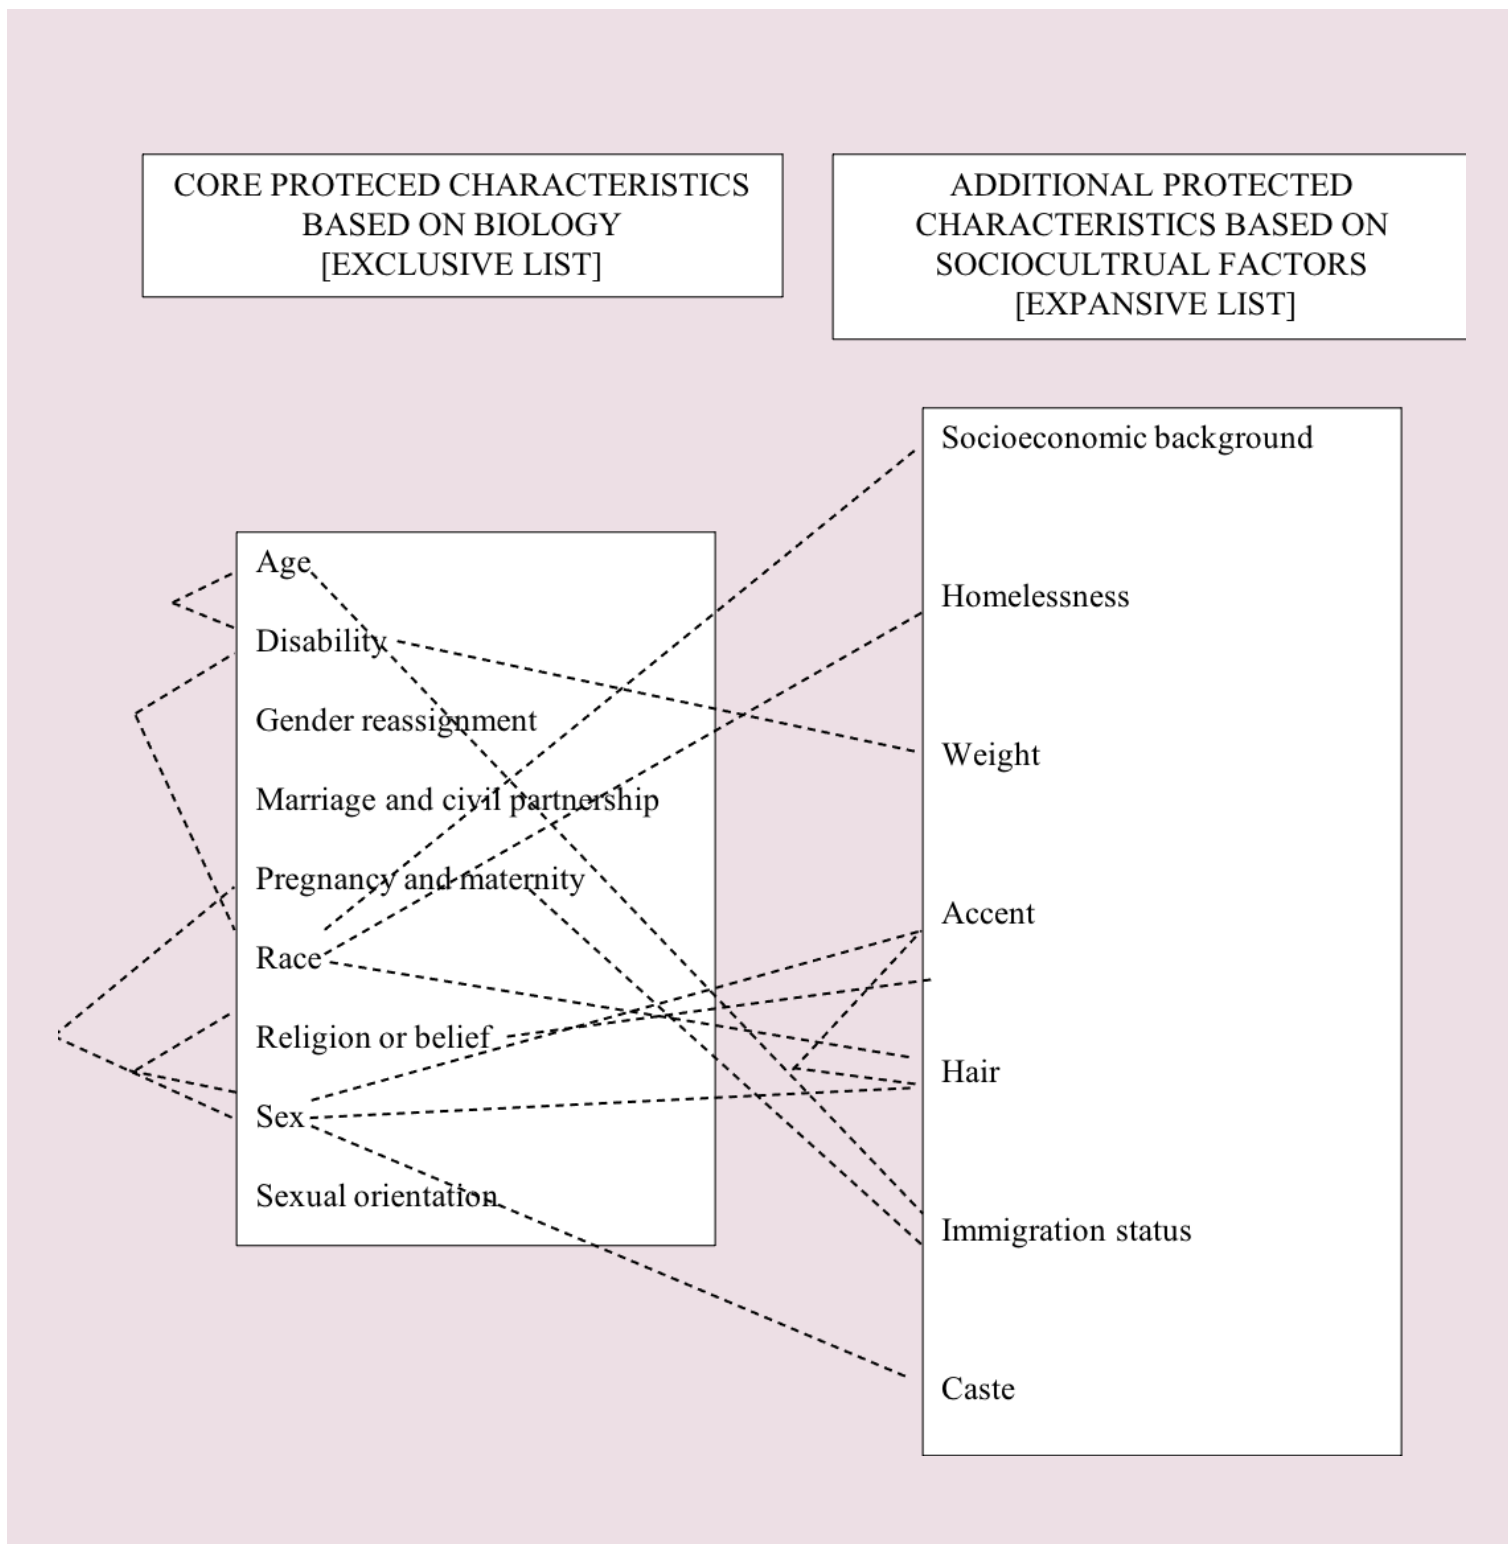 CORE PROTECED CHARACTERISTICS
BASED ON BIOLOGY
[EXCLUSIVE LIST]
ADDITIONAL PROTECTED
CHARACTERISTICS BASED ON
SOCIOCULTRUAL FACTORS
[EXPANSIVE LIST]
Age
Disability
Gender reassignment
Marriage and civil partnership
Pregnancy and maternity
Race
Religion or belief
Sex
Sexual orientation
Socioeconomic background
Homelessness
Weight
Accent
Hair
Immigration status
Caste